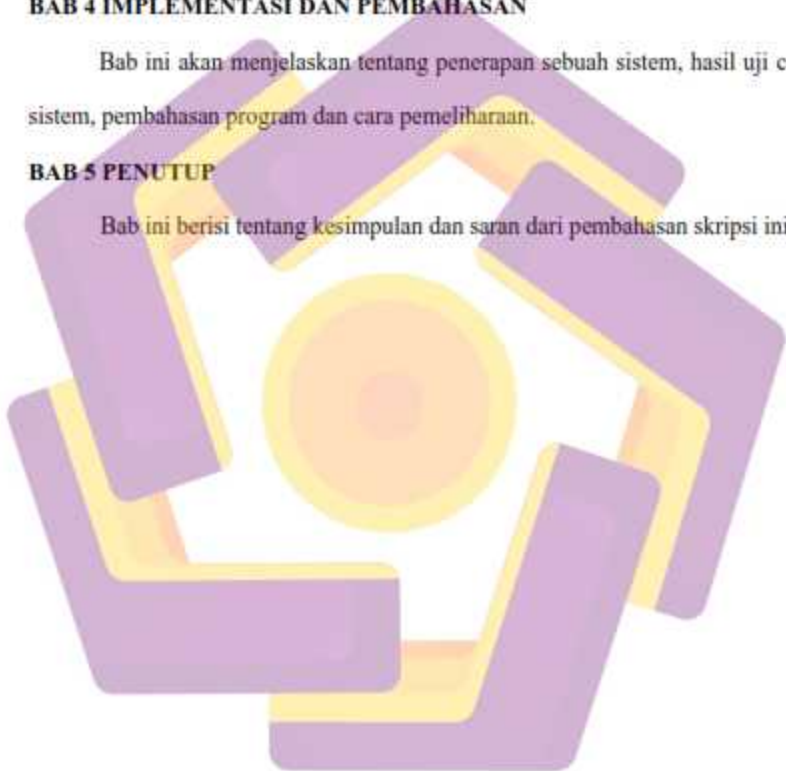 BAB 4 IMPLEMENTASI DAN PEMBAHASAN
Bab ini akan menjelaskan tentang penerapan sebuah sistem, hasil uji
sistem, pembahasan program dan cara pemeliharaan.
BAB 5 PENUTUP
Bab ini berisi tentang kesimpulan dan saran dari pembahasan skripsi ini